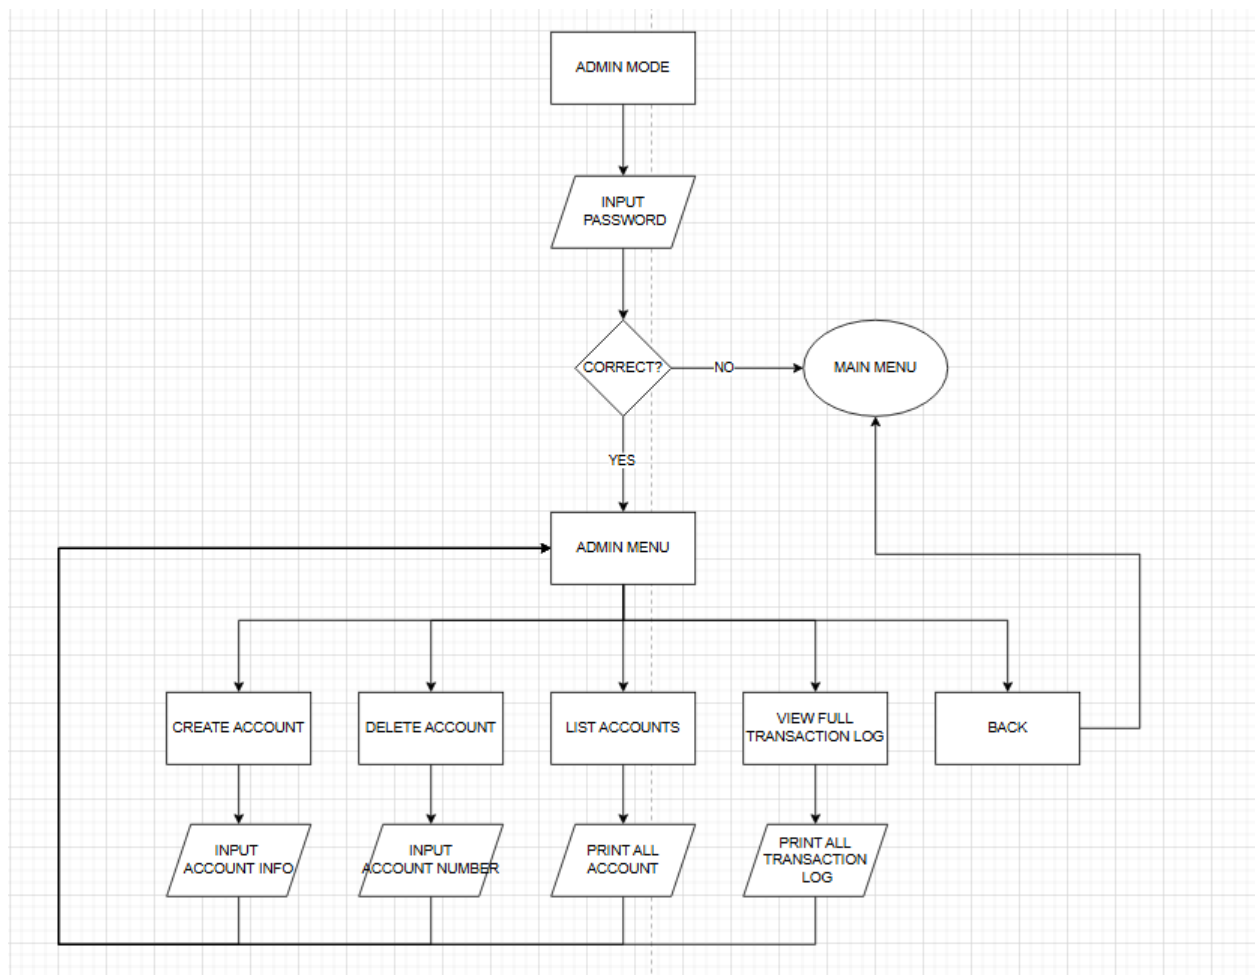 ADMIN MODE
INPUT
PASSWORD
CORRECT?
NO
MAIN MENU
YES
ADMIN MENU
CREATE ACCOUNT
DELETE ACCOUNT
LIST ACCOUNTS
VIEW FULL
TRANSACTION LOG
BACK
INPUT
ACCOUNT INFO
INPUT
ACCOUNT NUMBER
PRINT ALL
ACCOUNT
PRINT ALL
TRANSACTION
LOG